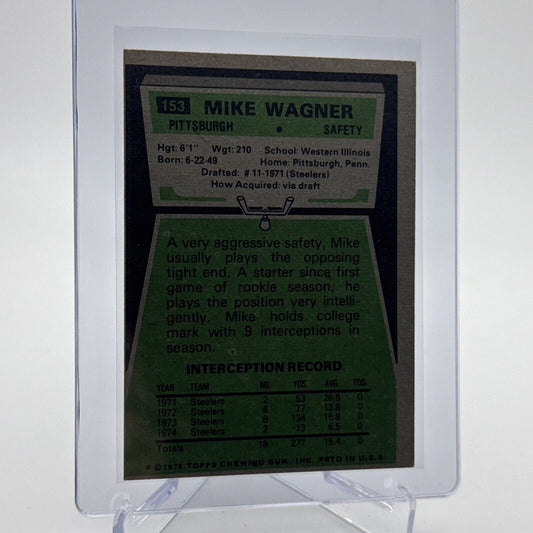 153 MIKE WAGNER
PITTSBURGH • SAFETY
Hgt: 6'1" Wgt: 210 School: Western Illinois
Born: 6-22-49 Home: Pittsburgh, Penn.
Drafted: # 11-1971 (Steelers)
How Acquired: via draft
A very aggressive safety, Mike
usually plays the opposing
tight end. A starter since first
game of rookie season, he
plays the position very intelli-
gently. Mike holds college
mark with 9 interceptions in
season.
INTERCEPTION RECORD
YEAR TEAM NO. YDS. AVG. TDS.
1971 Steelers 2 53 26.5 0
1972 Steelers 6 77 12.8 0
1973 Steelers 8 134 16.8 0
1974 Steelers 2 13 6.5 0
Totals 18 277 15.4 0
© 1975 TOPPS CHEWING GUM, INC. PRTD IN U.S.A.